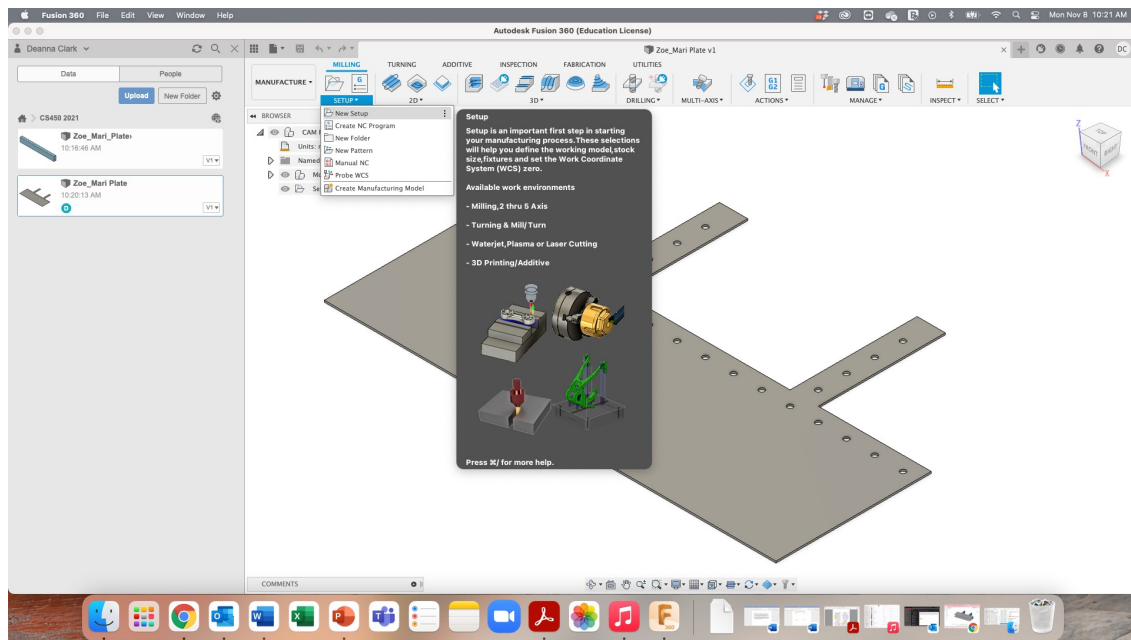 Fusion 360 File Edit View Window Help
Mon Nov 8 10:21 AM
Autodesk Fusion 360 (Education License)
Deanna Clark
Zoe_Mari Plate v1
DC
Data People
Upload New Folder
CS450 2021
Zoe_Mari_Plate
10:16:46 AM
V1
Zoe_Mari Plate
10:20:13 AM
D
V1
MILLING TURNING ADDITIVE INSPECTION FABRICATION UTILITIES
MANUFACTURE
G
G1
G2
G
SETUP 2D 3D DRILLING MULTI-AXIS ACTIONS MANAGE INSPECT SELECT
BROWSER
CAM
Units:
Named
New Setup
Create NC Program
New Folder
New Pattern
Manual NC
Probe WCS
Create Manufacturing Model
Setup
Setup is an important first step in starting
your manufacturing process.These selections
will help you define the working model,stock
size,fixtures and set the Work Coordinate
System (WCS) zero.
Available work environments
- Milling,2 thru 5 Axis
- Turning & Mill/Turn
- Waterjet,Plasma or Laser Cutting
- 3D Printing/Additive
Press ⌘/ for more help.
Z
TOP
FRONT RIGHT
X
COMMENTS
360